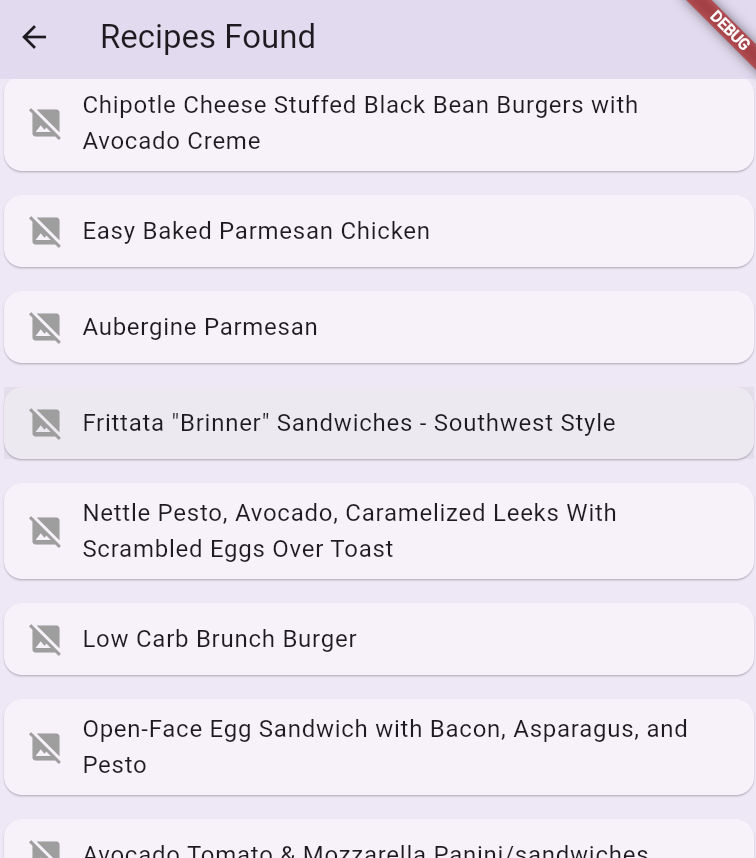 Recipes Found
DEBUG
Chipotle Cheese Stuffed Black Bean Burgers with
Avocado Creme
Easy Baked Parmesan Chicken
Aubergine Parmesan
Frittata "Brinner" Sandwiches - Southwest Style
Nettle Pesto, Avocado, Caramelized Leeks With
Scrambled Eggs Over Toast
Low Carb Brunch Burger
Open-Face Egg Sandwich with Bacon, Asparagus, and
Pesto
Avocado Tomato & Mozzarella Panini/sandwiches